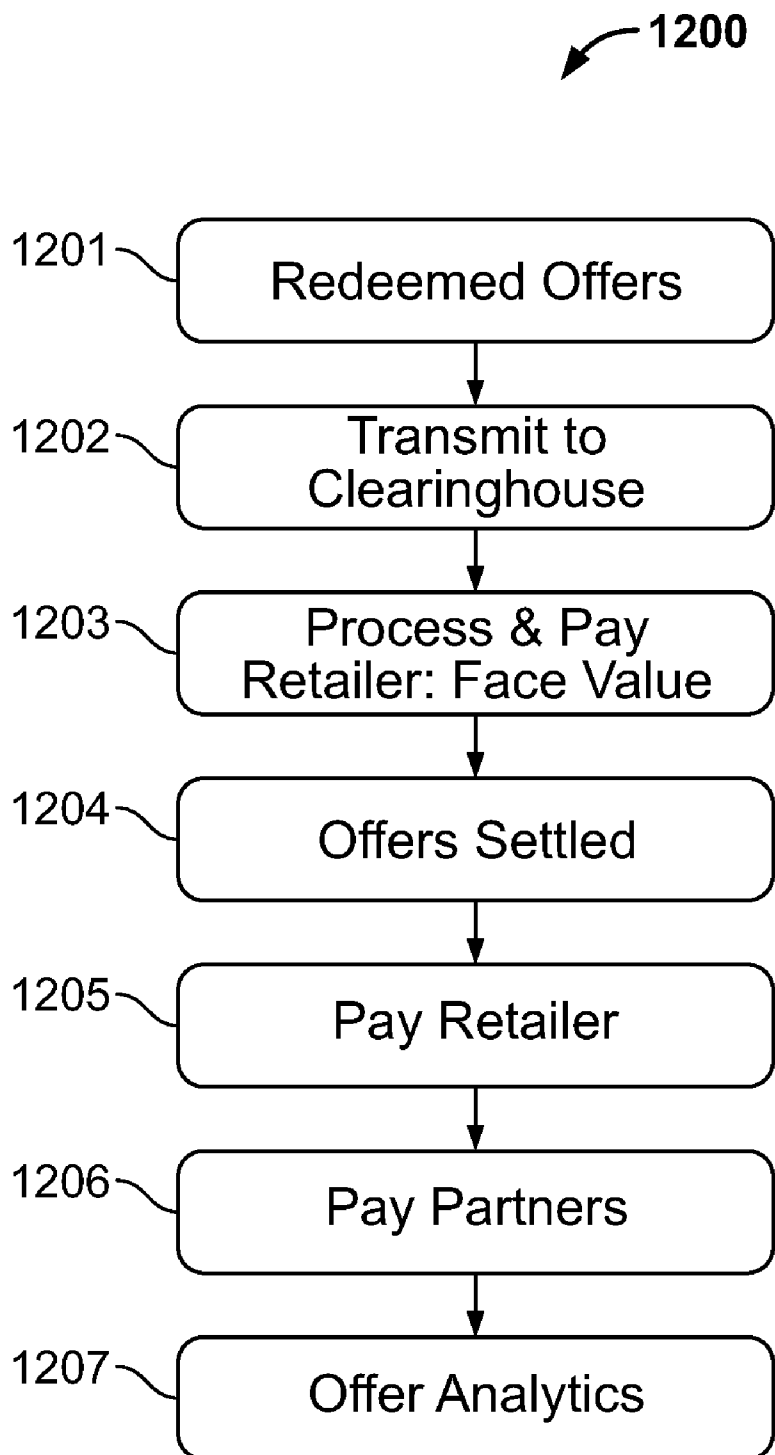 1200
1201
Redeemed Offers
1202
Transmit to
Clearinghouse
1203
Process & Pay
Retailer: Face Value
1204
Offers Settled
1205
Pay Retailer
1206
Pay Partners
1207
Offer Analytics